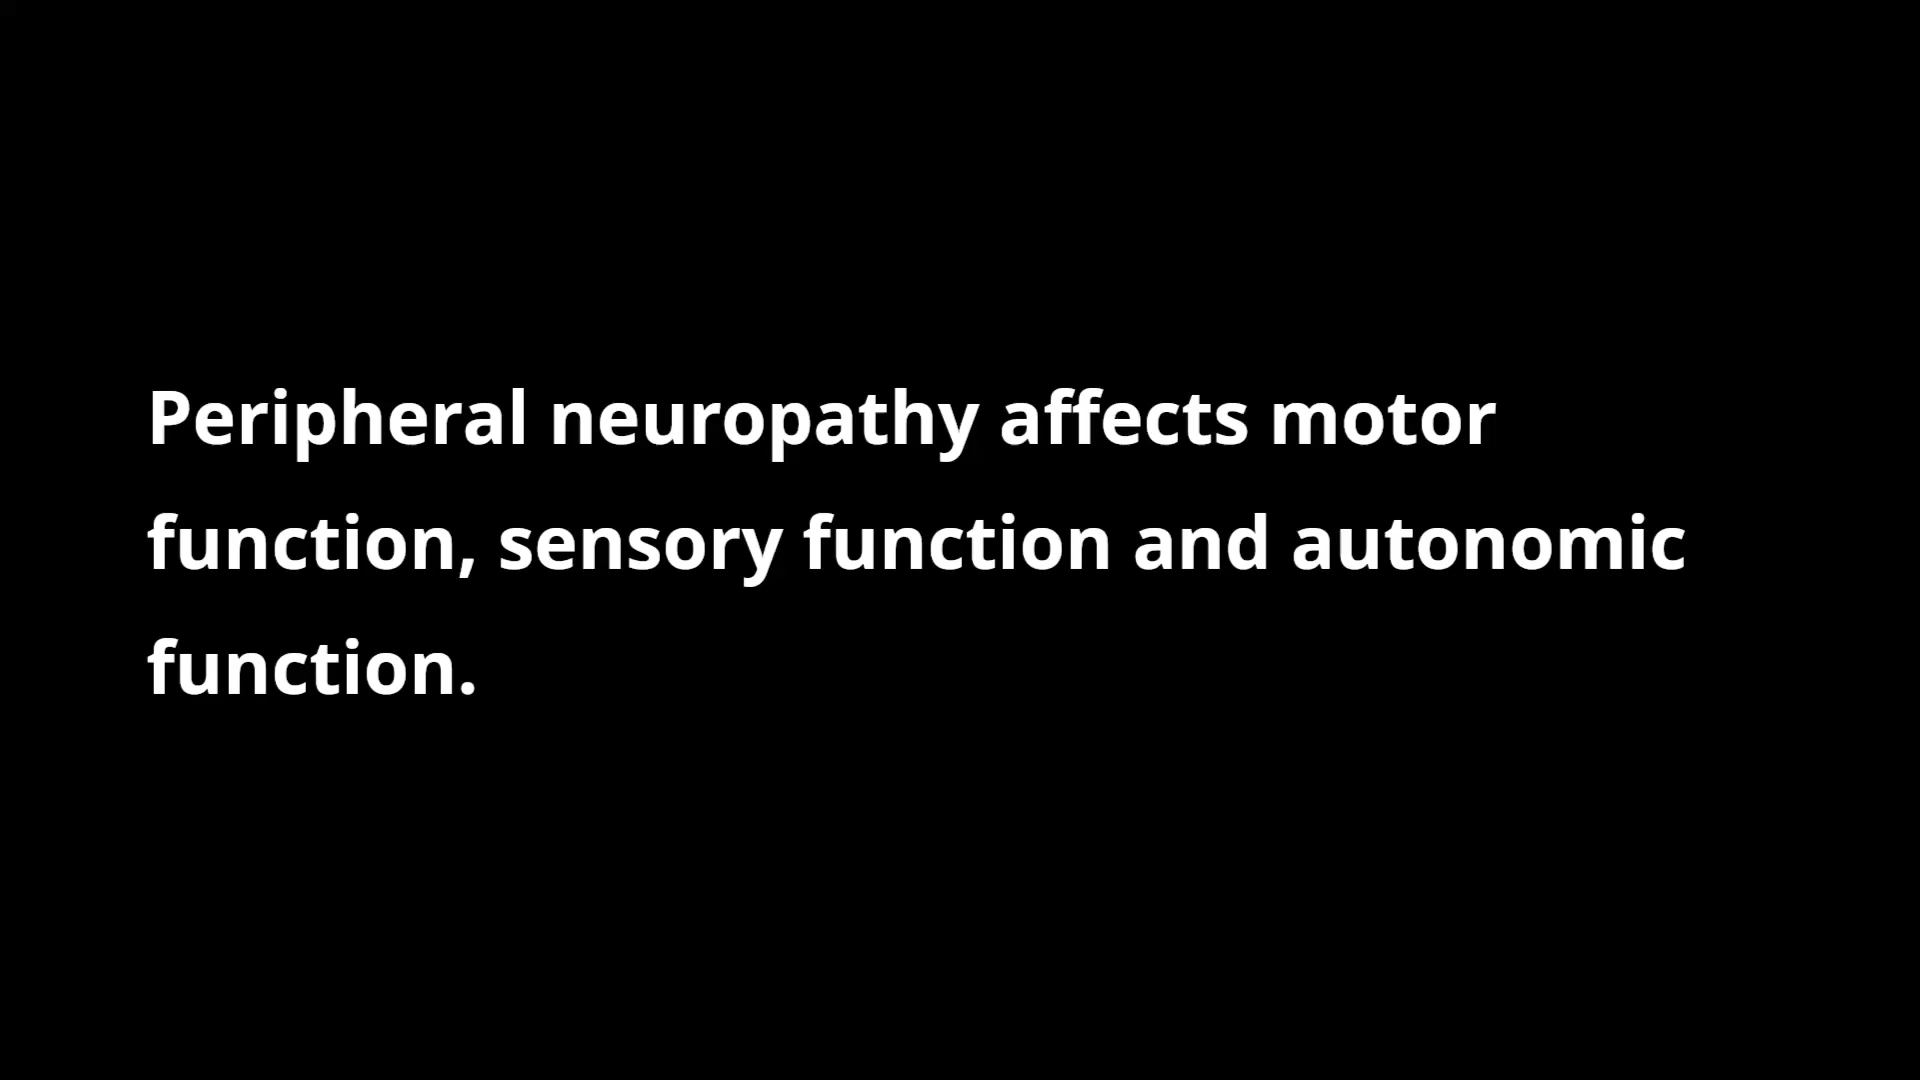 Peripheral neuropathy affects motor
function, sensory function and autonomic
function.